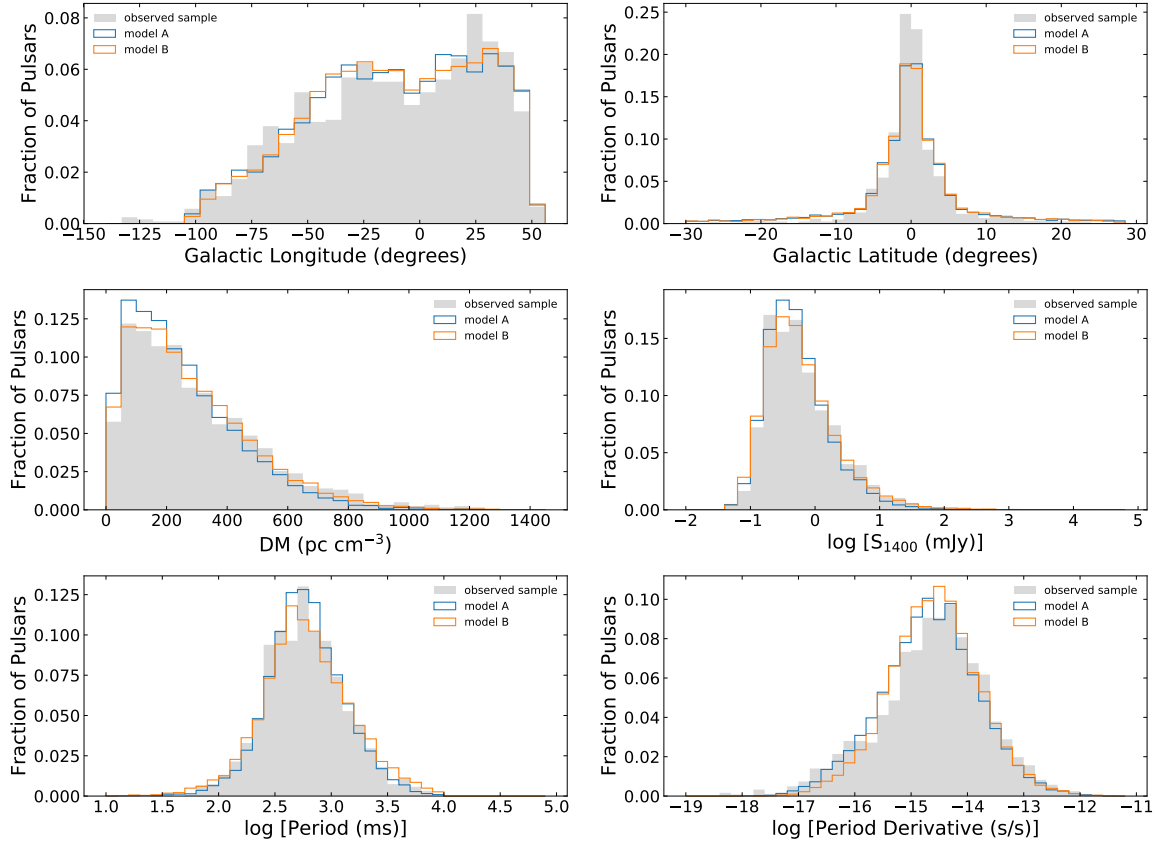 0.08
0.06
0.04
0.02
0.00
Fraction of Pulsars
observed sample
model A
model B
−150 −125 −100 −75 −50 −25 0 25 50
Galactic Longitude (degrees)
0.25
0.20
0.15
0.10
0.05
0.00
Fraction of Pulsars
observed sample
model A
model B
−30 −20 −10 0 10 20 30
Galactic Latitude (degrees)
0.125
0.100
0.075
0.050
0.025
0.000
Fraction of Pulsars
observed sample
model A
model B
0 200 400 600 800 1000 1200 1400
DM (pc cm⁻³)
0.15
0.10
0.05
0.00
Fraction of Pulsars
observed sample
model A
model B
−2 −1 0 1 2 3 4 5
log [S₁₄₀₀ (mJy)]
0.125
0.100
0.075
0.050
0.025
0.000
Fraction of Pulsars
observed sample
model A
model B
1.0 1.5 2.0 2.5 3.0 3.5 4.0 4.5 5.0
log [Period (ms)]
0.10
0.08
0.06
0.04
0.02
0.00
Fraction of Pulsars
observed sample
model A
model B
−19 −18 −17 −16 −15 −14 −13 −12 −11
log [Period Derivative (s/s)]